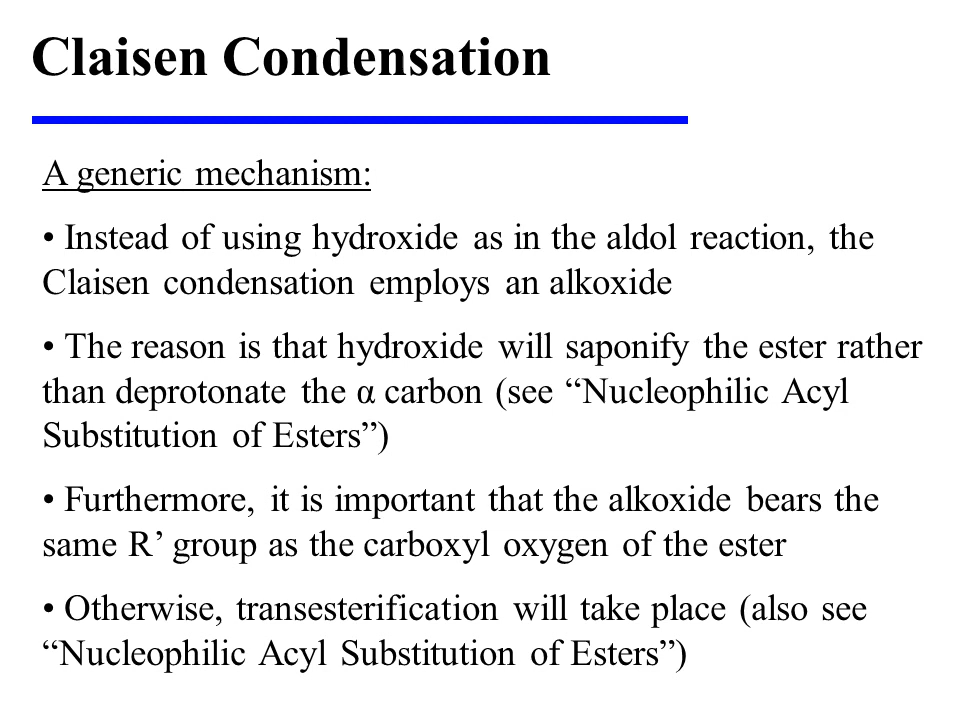 Claisen Condensation
A generic mechanism:
• Instead of using hydroxide as in the aldol reaction, the
Claisen condensation employs an alkoxide
• The reason is that hydroxide will saponify the ester rather
than deprotonate the α carbon (see “Nucleophilic Acyl
Substitution of Esters”)
• Furthermore, it is important that the alkoxide bears the
same R’ group as the carboxyl oxygen of the ester
• Otherwise, transesterification will take place (also see
“Nucleophilic Acyl Substitution of Esters”)